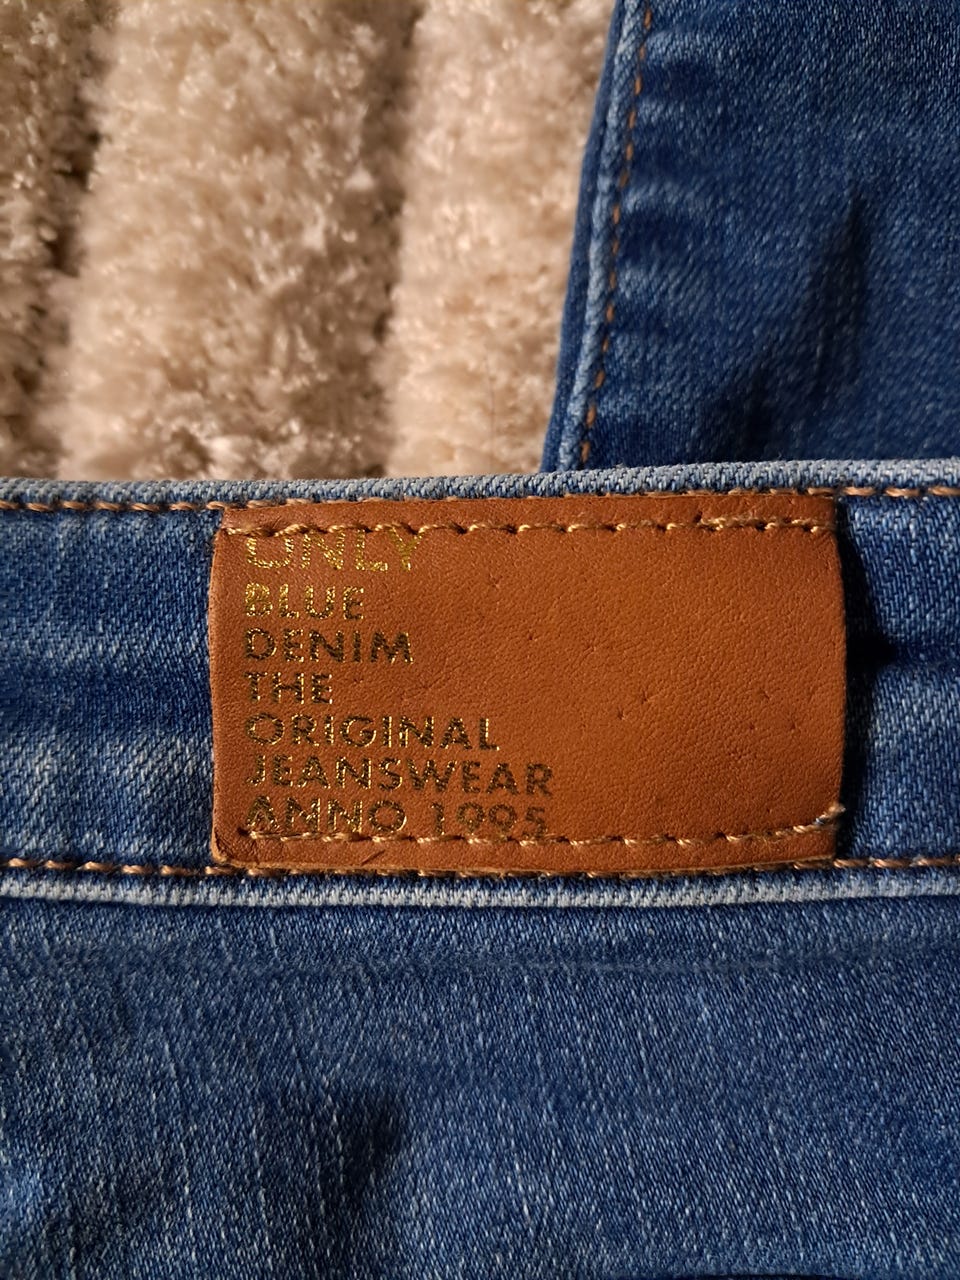 ONLY
BLUE
DENIM
THE
ORIGINAL
JEANSWEAR
ANNO 1995